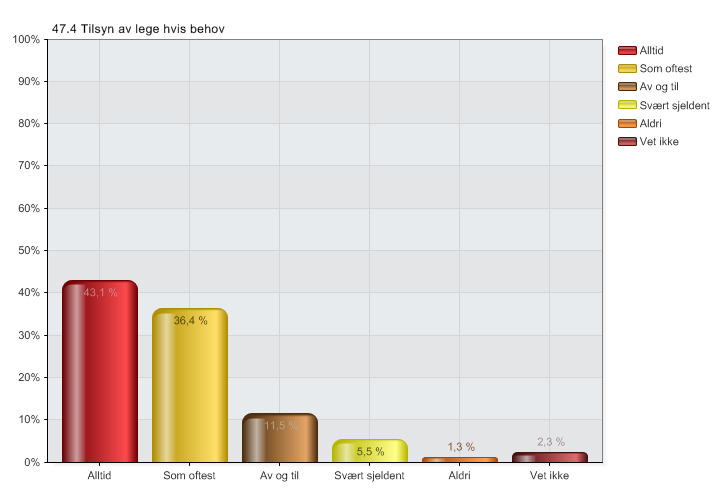 47.4 Tilsyn av lege hvis behov
100%
90%
80%
70%
60%
50%
40%
30%
20%
10%
0%
43,1 %
36,4 %
11,5 %
5,5 %
1,3 %
2,3 %
Alltid
Som oftest
Av og til
Svært sjeldent
Aldri
Vet ikke
Alltid
Som oftest
Av og til
Svært sjeldent
Aldri
Vet ikke